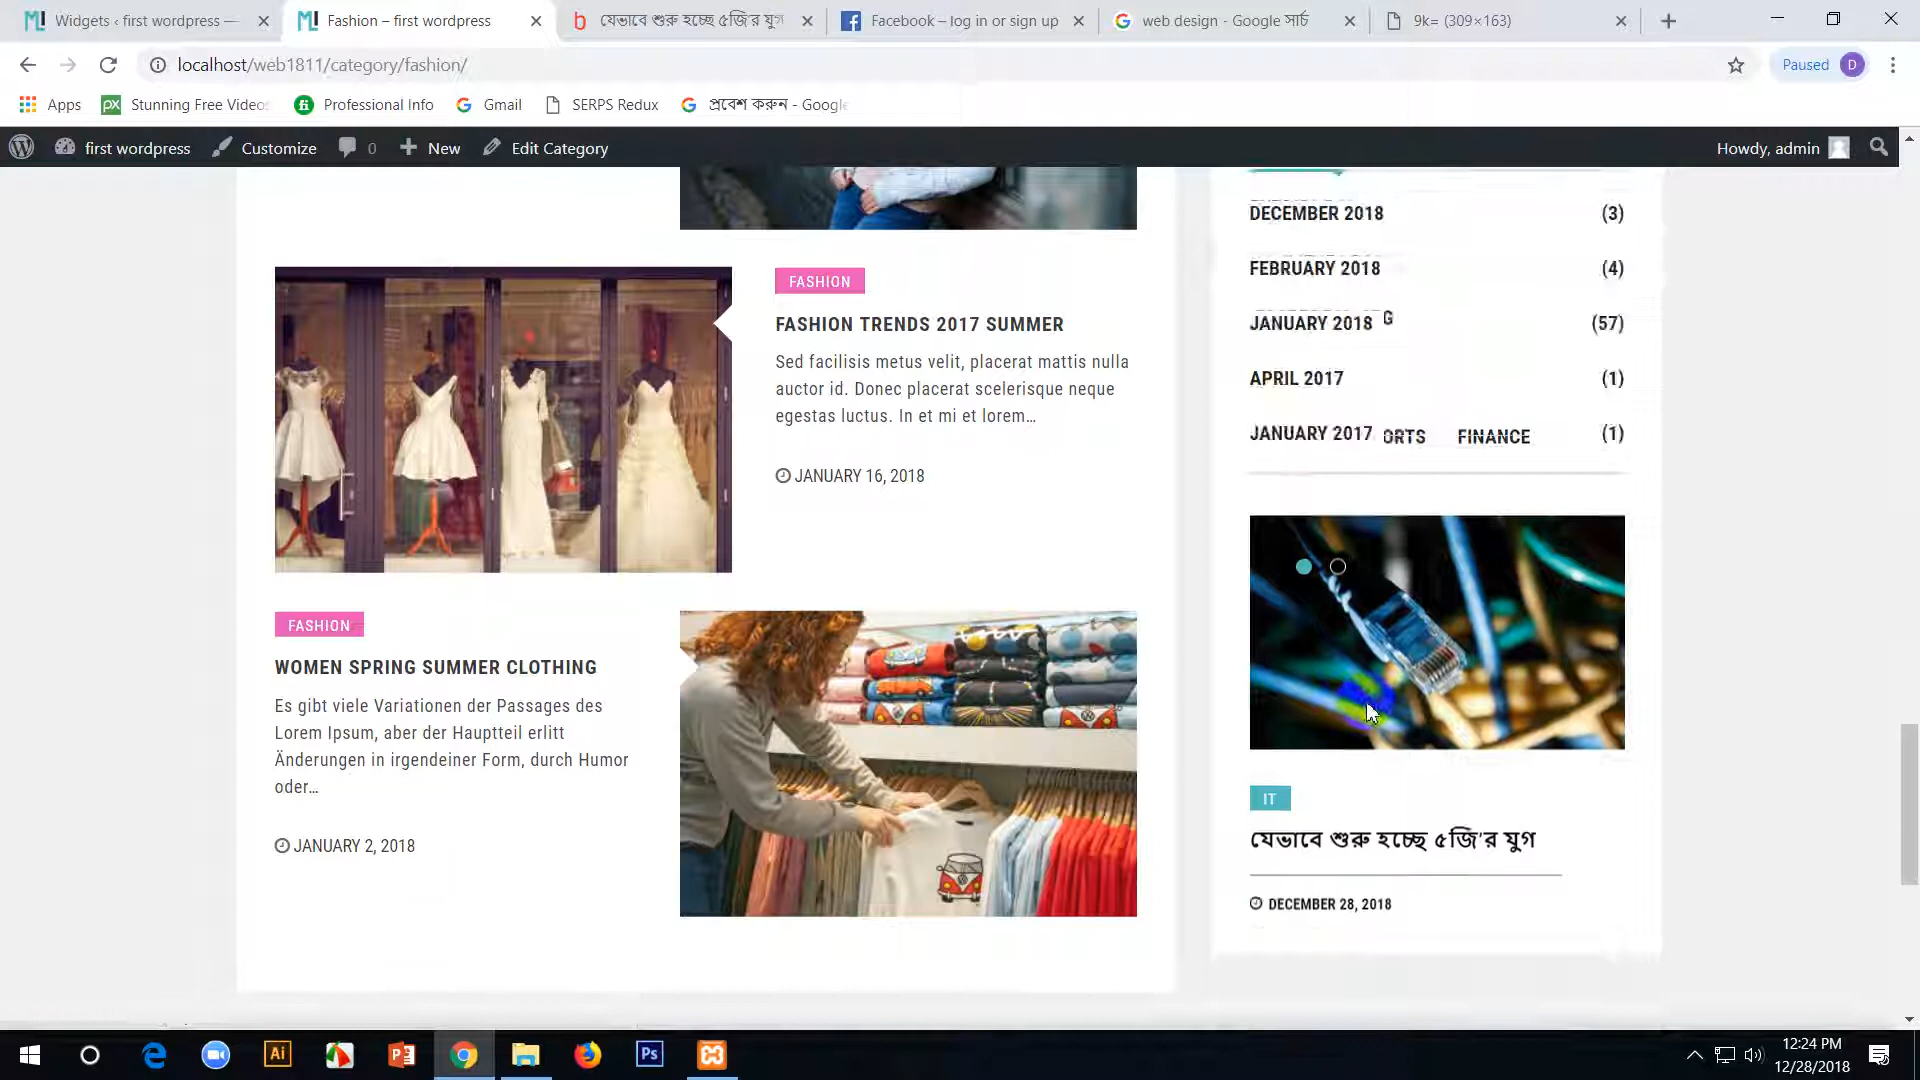 Widgets ‹ first wordpress —
Fashion – first wordpress
যেভাবে শুরু হচ্ছে ৫জি'র যুগ
Facebook – log in or sign up
web design - Google সার্চ
9k= (309×163)
localhost/web1811/category/fashion/
Paused
D
Apps
Stunning Free Videos
Professional Info
Gmail
SERPS Redux
প্রবেশ করুন - Google
first wordpress
Customize
0
New
Edit Category
Howdy, admin
DECEMBER 2018 (3)
FEBRUARY 2018 (4)
JANUARY 2018 (57)
APRIL 2017 (1)
JANUARY 2017 (1)
ORTS FINANCE
FASHION
FASHION TRENDS 2017 SUMMER
Sed facilisis metus velit, placerat mattis nulla
auctor id. Donec placerat scelerisque neque
egestas luctus. In et mi et lorem…
JANUARY 16, 2018
FASHION
WOMEN SPRING SUMMER CLOTHING
Es gibt viele Variationen der Passages des
Lorem Ipsum, aber der Hauptteil erlitt
Änderungen in irgendeiner Form, durch Humor
oder…
JANUARY 2, 2018
IT
যেভাবে শুরু হচ্ছে ৫জি'র যুগ
DECEMBER 28, 2018
12:24 PM
12/28/2018